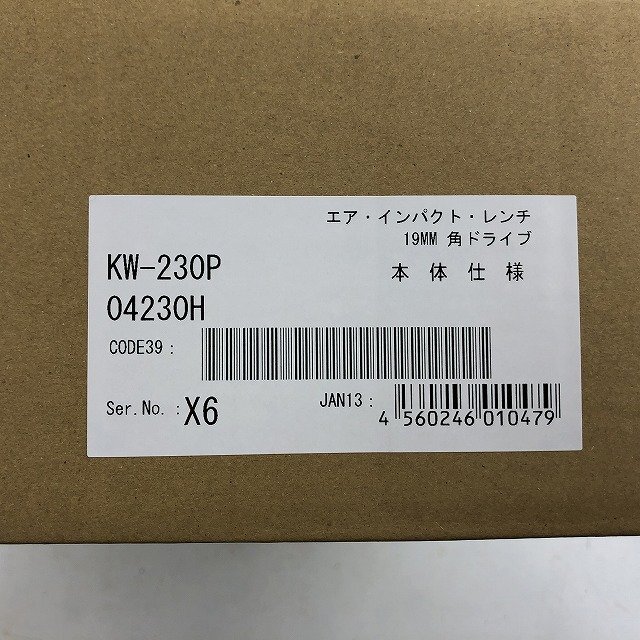 エア・インパクト・レンチ
19MM 角ドライブ
KW-230P
本体仕様
04230H
CODE39 :
Ser.No. : X6
JAN13 :
4 560246 010479